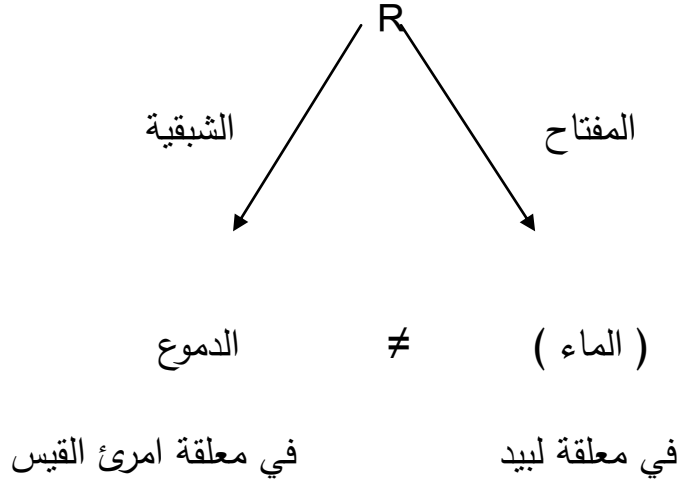 R
المفتاح الشبقية
( الماء ) ≠ الدموع
في معلقة لبيد في معلقة امرئ القيس